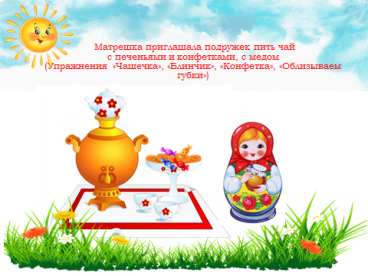 Матрешка приглашала подружек пить чай
с печеньями и конфетками, с медом
(Упражнения «Чашечка», «Блинчик», «Конфетка», «Облизываем
губки»)